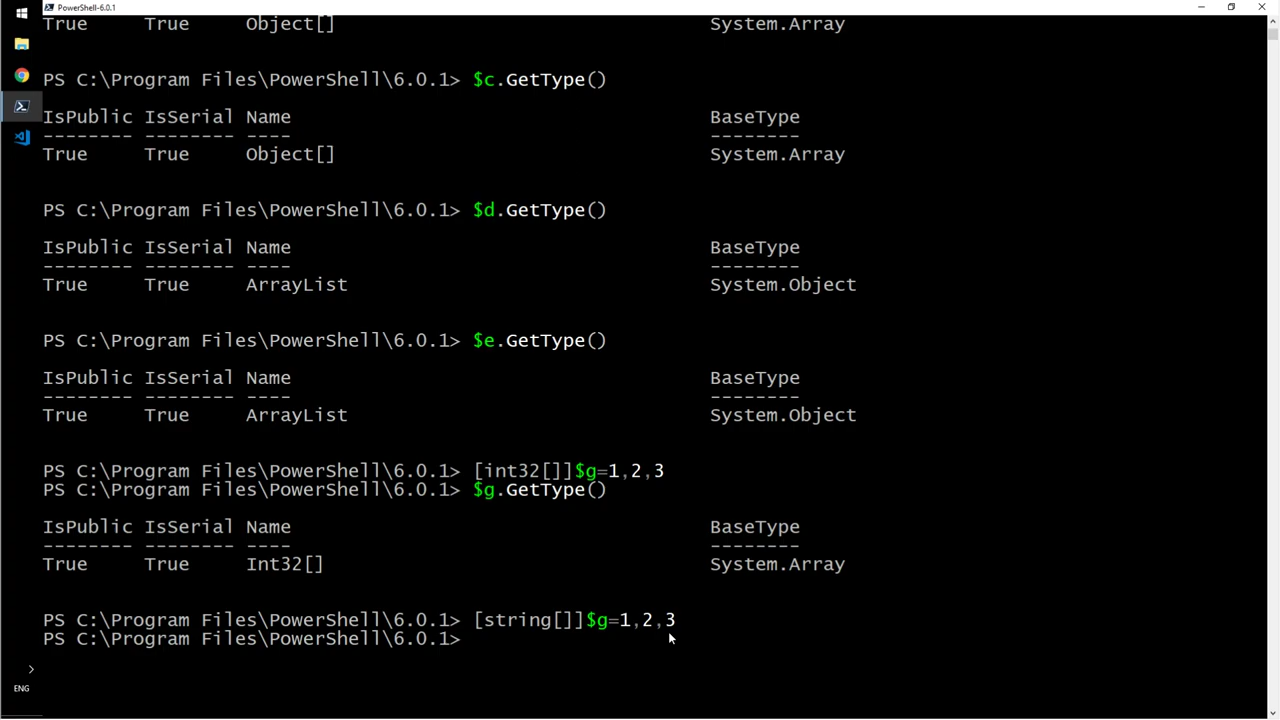 PowerShell-6.0.1
True True Object[] System.Array
PS C:\Program Files\PowerShell\6.0.1> $c.GetType()
IsPublic IsSerial Name BaseType
-------- -------- ---- --------
True True Object[] System.Array
PS C:\Program Files\PowerShell\6.0.1> $d.GetType()
IsPublic IsSerial Name BaseType
-------- -------- ---- --------
True True ArrayList System.Object
PS C:\Program Files\PowerShell\6.0.1> $e.GetType()
IsPublic IsSerial Name BaseType
-------- -------- ---- --------
True True ArrayList System.Object
PS C:\Program Files\PowerShell\6.0.1> [int32[]]$g=1,2,3
PS C:\Program Files\PowerShell\6.0.1> $g.GetType()
IsPublic IsSerial Name BaseType
-------- -------- ---- --------
True True Int32[] System.Array
PS C:\Program Files\PowerShell\6.0.1> [string[]]$g=1,2,3
PS C:\Program Files\PowerShell\6.0.1>
ENG